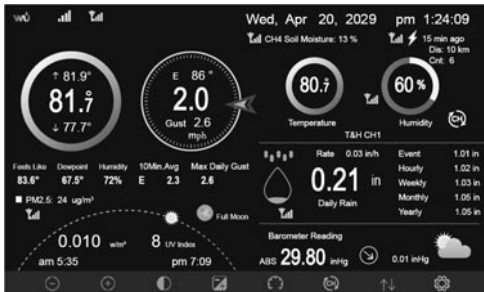 wu
Wed, Apr 20, 2029 pm 1:24:09
CH4 Soil Moisture: 13 %
15 min ago
Dis: 10 km
Cnt: 6
↑ 81.9°
81.7°
↓ 77.7°
E 86°
2.0
Gust 2.6
mph
80.7°
Temperature
60 %
Humidity
CH
T&H CH1
Feels Like Dewpoint Humidity 10Min.Avg Max Daily Gust
83.6° 67.5° 72% E 2.3 2.6
PM2.5: 24 ug/m³
Full Moon
0.010 w/m² 8 UV Index
am 5:35 pm 7:09
Rate 0.03 in/h
0.21 in
Daily Rain
Event 1.01 in
Hourly 1.02 in
Weekly 1.03 in
Monthly 1.05 in
Yearly 1.05 in
Barometer Reading
ABS 29.80 inHg 0.01 inHg
CH